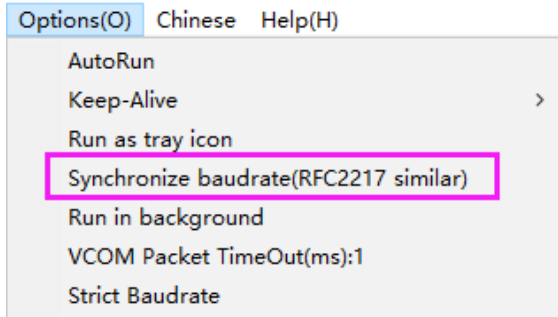 Options(O) Chinese Help(H)
AutoRun
Keep-Alive
Run as tray icon
Synchronize baudrate(RFC2217 similar)
Run in background
VCOM Packet TimeOut(ms):1
Strict Baudrate